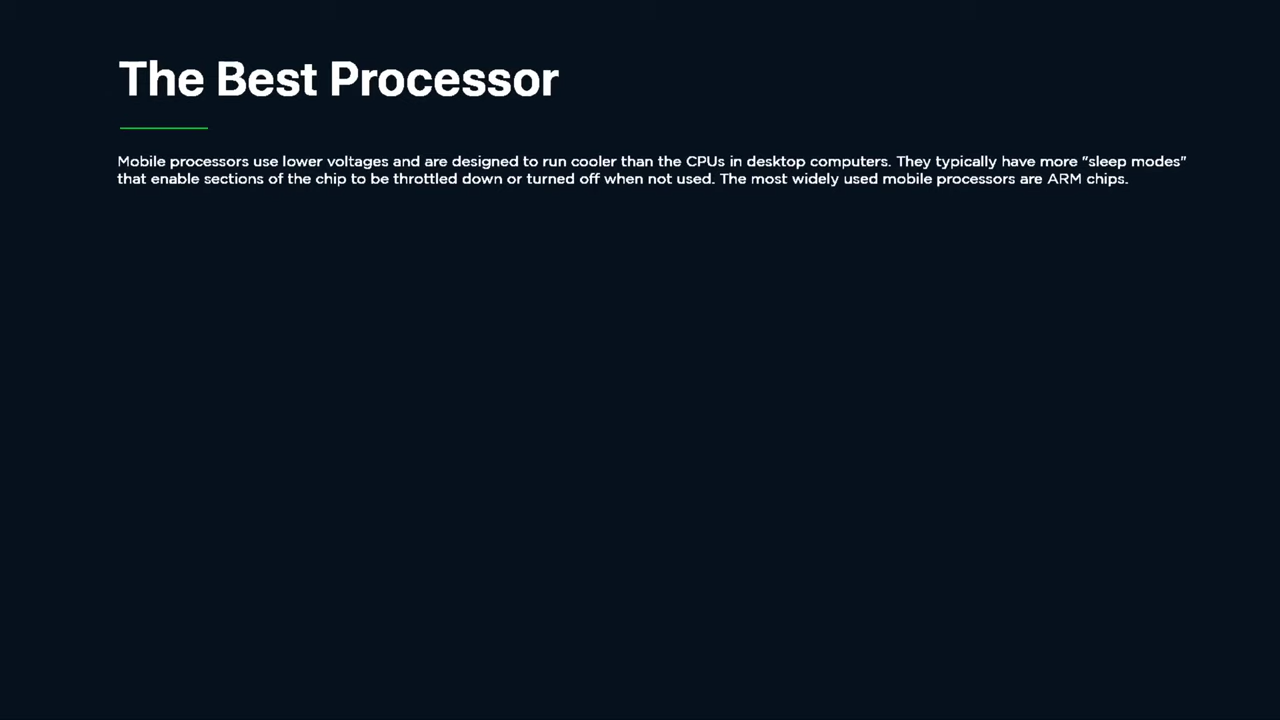 The Best Processor
Mobile processors use lower voltages and are designed to run cooler than the CPUs in desktop computers. They typically have more “sleep modes”
that enable sections of the chip to be throttled down or turned off when not used. The most widely used mobile processors are ARM chips.